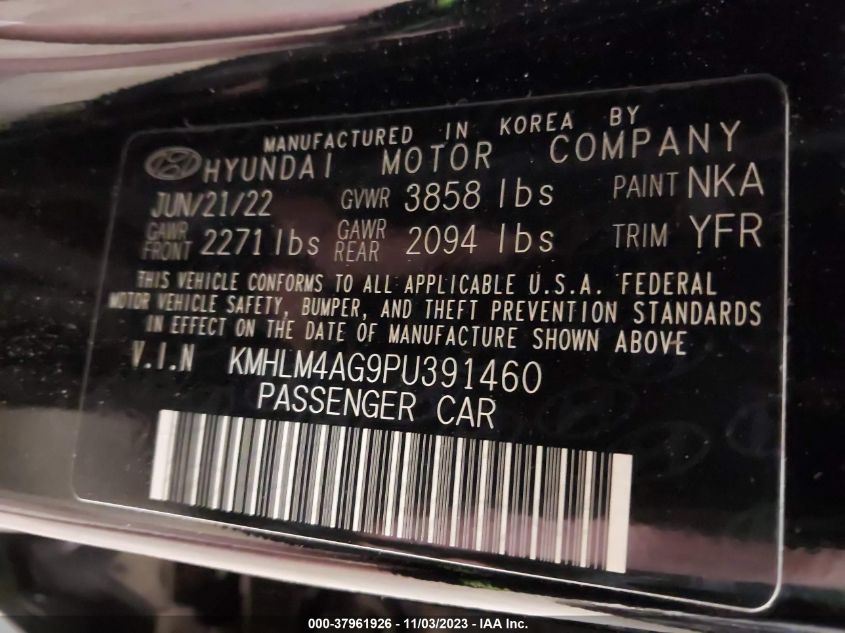 MANUFACTURED IN KOREA BY
HYUNDAI MOTOR COMPANY
JUN/21/22 GVWR 3858 lbs PAINT NKA
GAWR FRONT 2271 lbs GAWR REAR 2094 lbs TRIM YFR
THIS VEHICLE CONFORMS TO ALL APPLICABLE U.S.A. FEDERAL
MOTOR VEHICLE SAFETY, BUMPER, AND THEFT PREVENTION STANDARDS
IN EFFECT ON THE DATE OF MANUFACTURE SHOWN ABOVE
V.I.N KMHLM4AG9PU391460
PASSENGER CAR
000-37961926 - 11/03/2023 - IAA Inc.